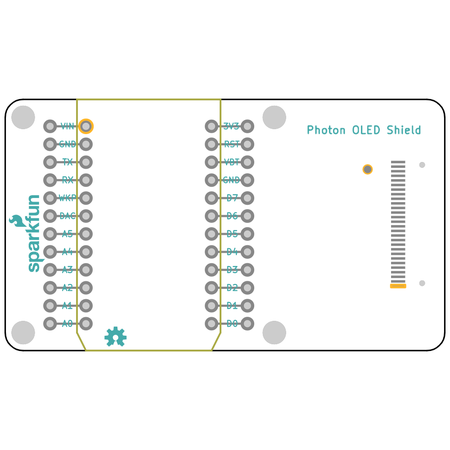 Photon OLED Shield
VIN
GND
TX
RX
WKP
DAC
A5
A4
A3
A2
A1
A0
3V3
RST
VBT
GND
D7
D6
D5
D4
D3
D2
D1
D0
sparkfun